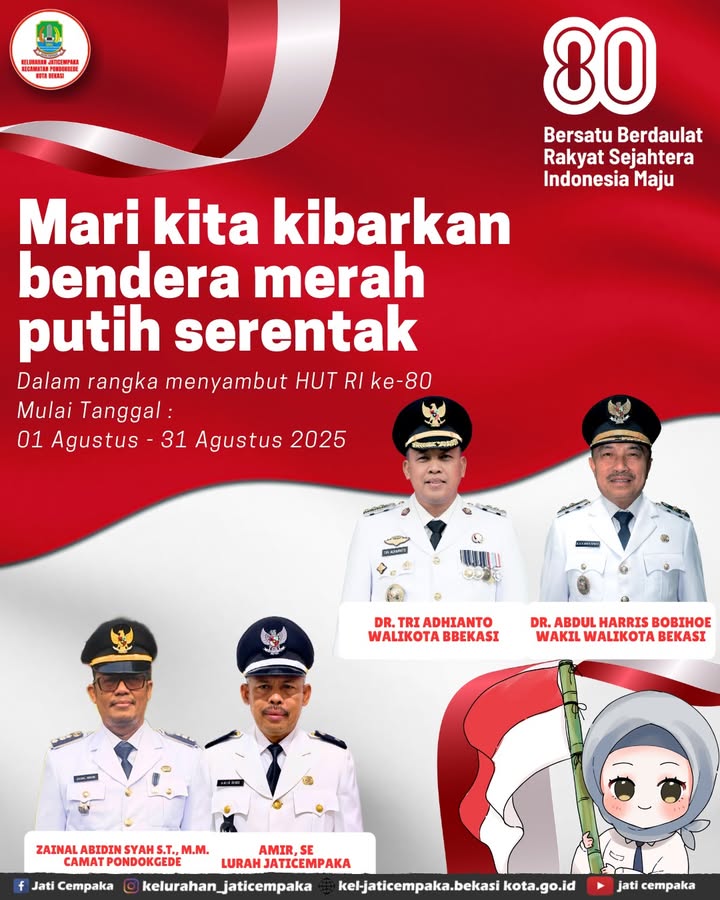 KELURAHAN JATICEMPAKA
KECAMATAN PONDOKGEDE
KOTA BEKASI
80
Bersatu Berdaulat
Rakyat Sejahtera
Indonesia Maju
Mari kita kibarkan
bendera merah
putih serentak
Dalam rangka menyambut HUT RI ke-80
Mulai Tanggal :
01 Agustus - 31 Agustus 2025
DR. TRI ADHIANTO
WALIKOTA BBEKASI
DR. ABDUL HARRIS BOBIHOE
WAKIL WALIKOTA BEKASI
ZAINAL ABIDIN SYAH S.T., M.M.
CAMAT PONDOKGEDE
AMIR, SE
LURAH JATICEMPAKA
Jati Cempaka kelurahan_jaticempaka kel-jaticempaka.bekasi kota.go.id jati cempaka